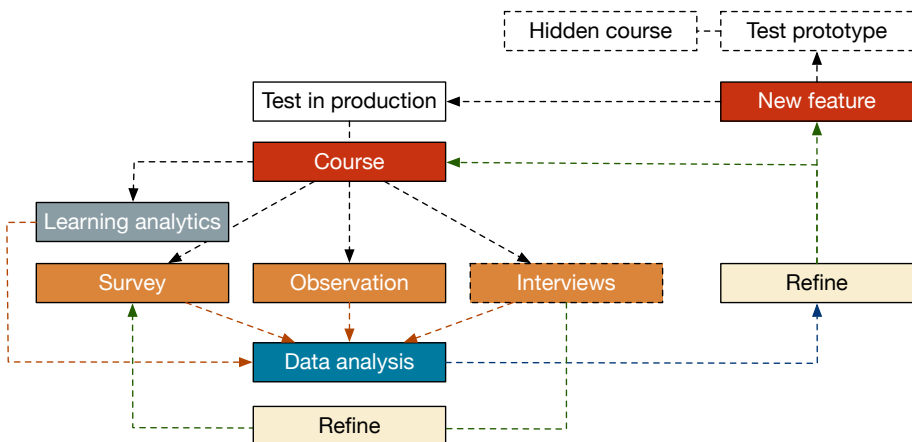 Hidden course
Test prototype
Test in production
New feature
Course
Learning analytics
Survey
Observation
Interviews
Refine
Data analysis
Refine